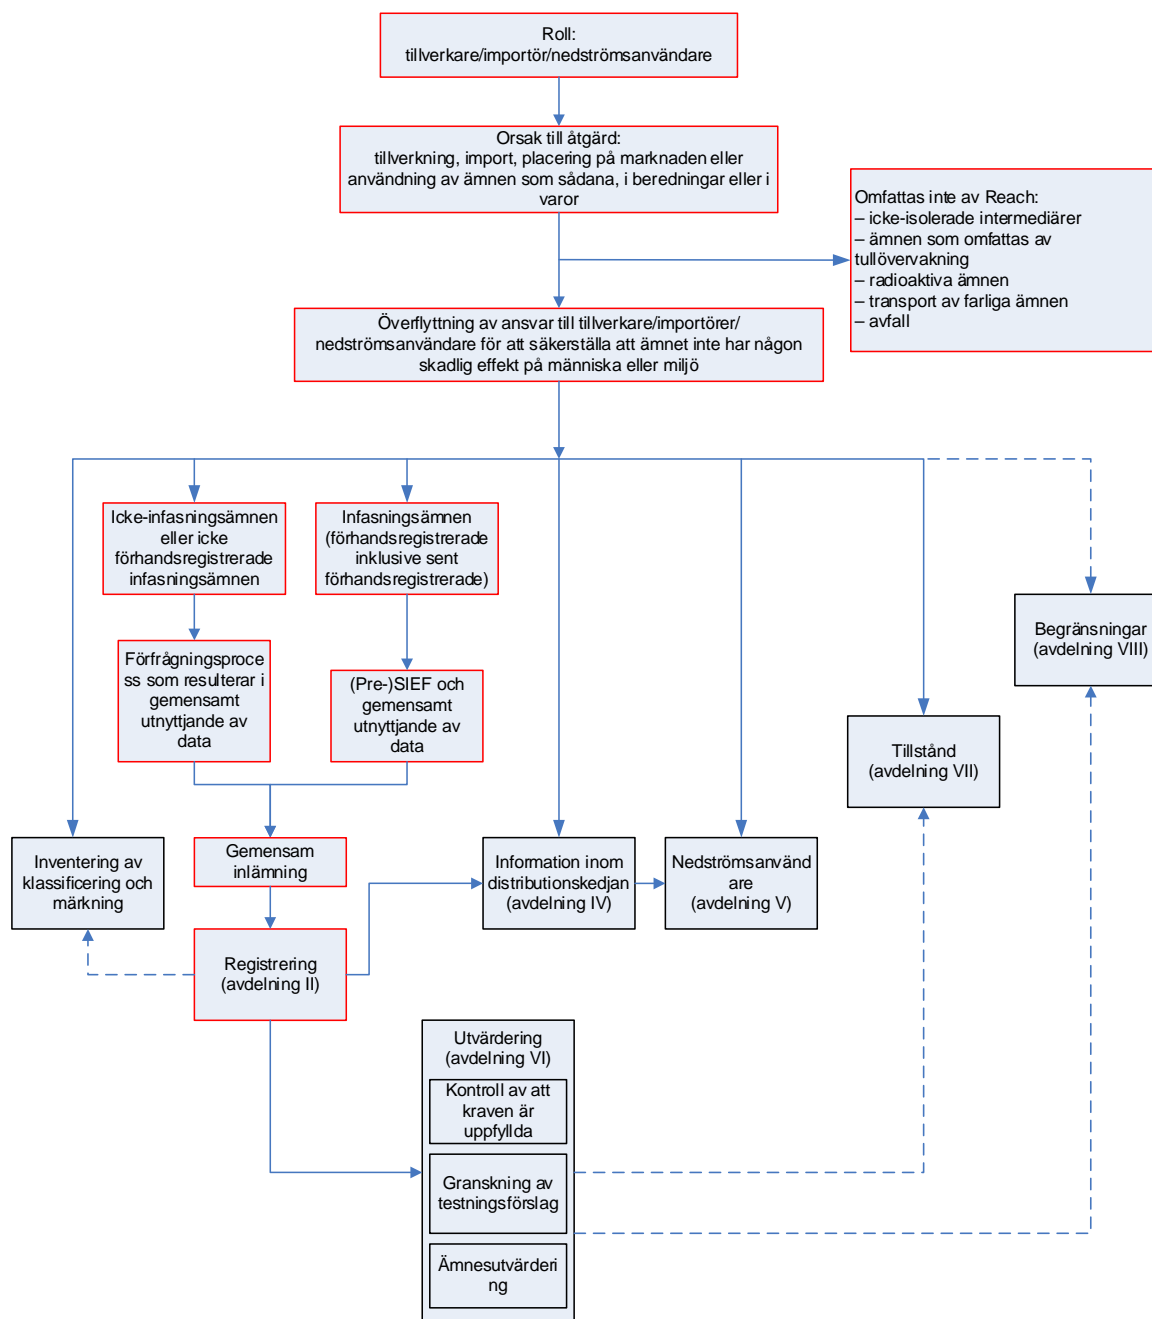 Roll:
tillverkare/importör/nedströmsanvändare
Orsak till åtgärd:
tillverkning, import, placering på marknaden eller
användning av ämnen som sådana, i beredningar eller i
varor
Omfattas inte av Reach:
– icke-isolerade intermediärer
– ämnen som omfattas av
tullövervakning
– radioaktiva ämnen
– transport av farliga ämnen
– avfall
Överflyttning av ansvar till tillverkare/importörer/
nedströmsanvändare för att säkerställa att ämnet inte har någon
skadlig effekt på människa eller miljö
Icke-infasningsämnen
eller icke
förhandsregistrerade
infasningsämnen
Infasningsämnen
(förhandsregistrerade
inklusive sent
förhandsregistrerade)
Begränsningar
(avdelning VIII)
Förfrågningsproce
ss som resulterar i
gemensamt
utnyttjande av
data
(Pre-)SIEF och
gemensamt
utnyttjande av
data
Tillstånd
(avdelning VII)
Inventering av
klassificering och
märkning
Gemensam
inlämning
Information inom
distributionskedjan
(avdelning IV)
Nedströmsanvänd
are
(avdelning V)
Registrering
(avdelning II)
Utvärdering
(avdelning VI)
Kontroll av att
kraven är
uppfyllda
Granskning av
testningsförslag
Ämnesutvärderi
ng